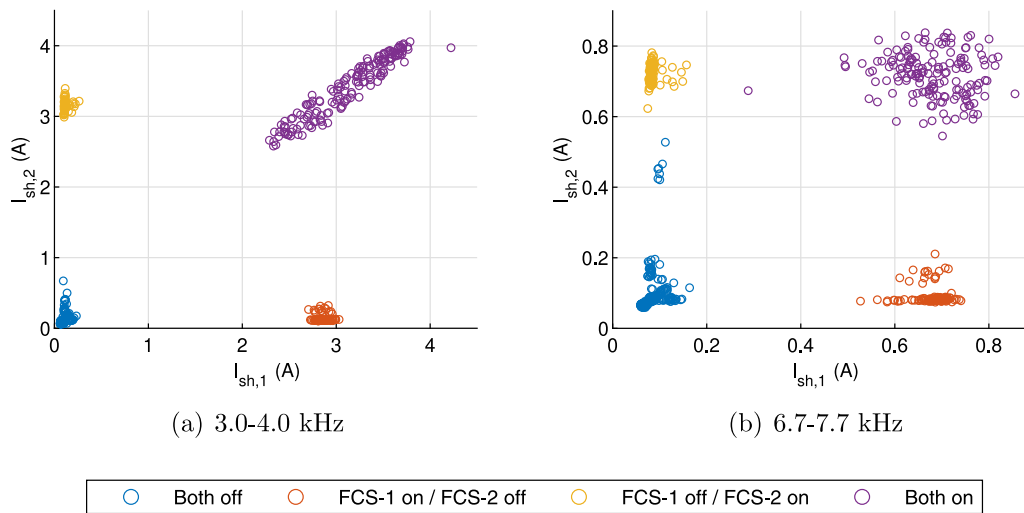 4
3
2
1
0
0 1 2 3 4
I_sh,2 (A)
I_sh,1 (A)
(a) 3.0-4.0 kHz
0.8
0.6
0.4
0.2
0
0 0.2 0.4 0.6 0.8
I_sh,2 (A)
I_sh,1 (A)
(b) 6.7-7.7 kHz
Both off FCS-1 on / FCS-2 off FCS-1 off / FCS-2 on Both on